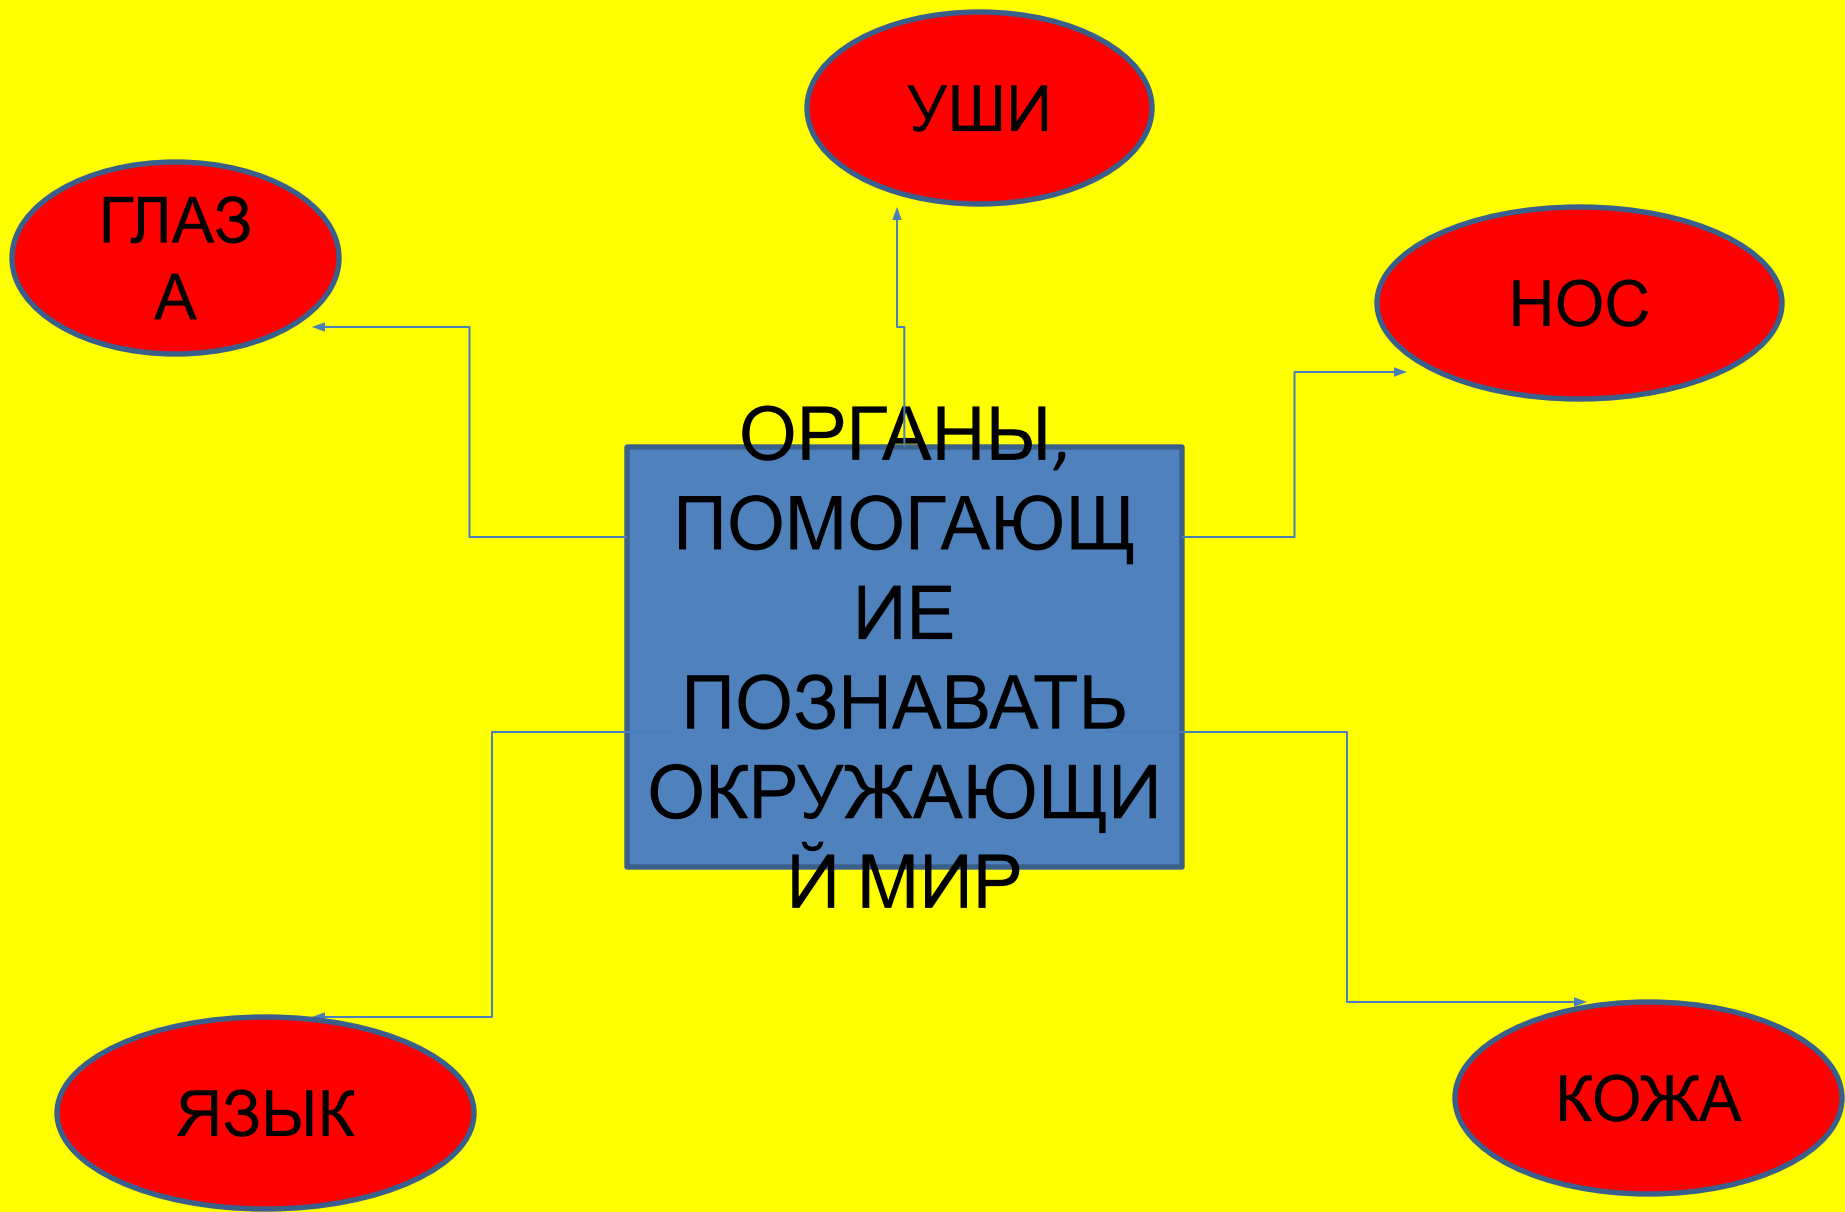 УШИ
ГЛАЗ
А
НОС
ОРГАНЫ,
ПОМОГАЮЩ
ИЕ
ПОЗНАВАТЬ
ОКРУЖАЮЩИ
Й МИР
ЯЗЫК
КОЖА